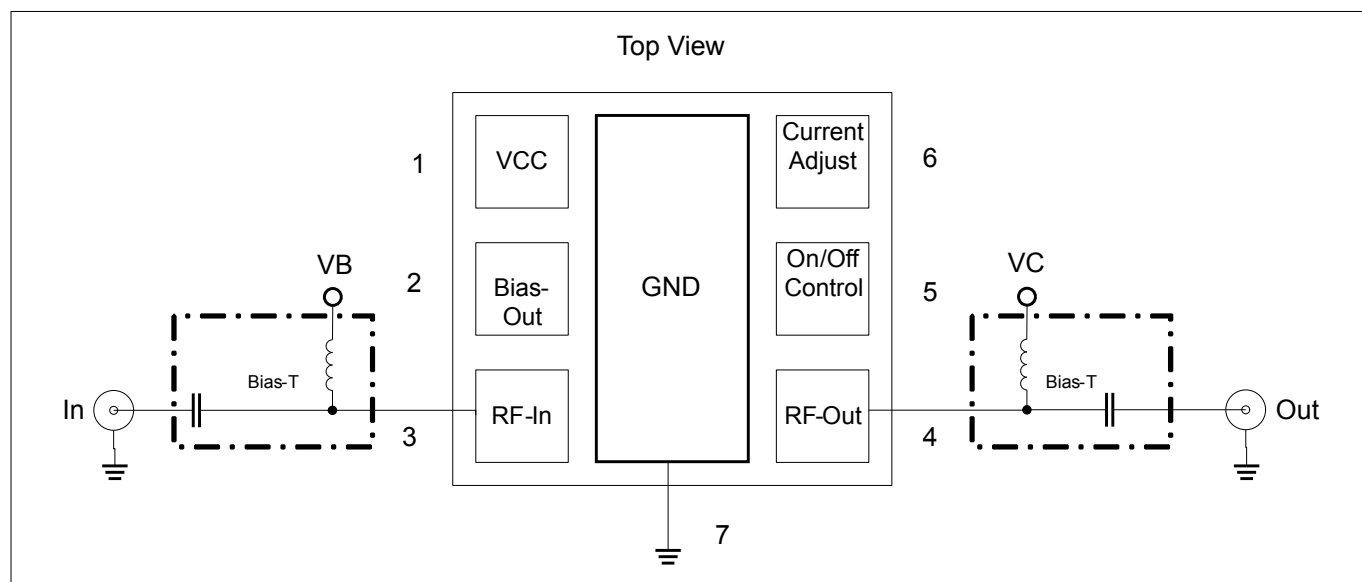 Top View
1
VCC
Current
Adjust
6
VB
2
Bias-
Out
GND
On/Off
Control
5
VC
Bias-T
Bias-T
In
3
RF-In
RF-Out
4
Out
7